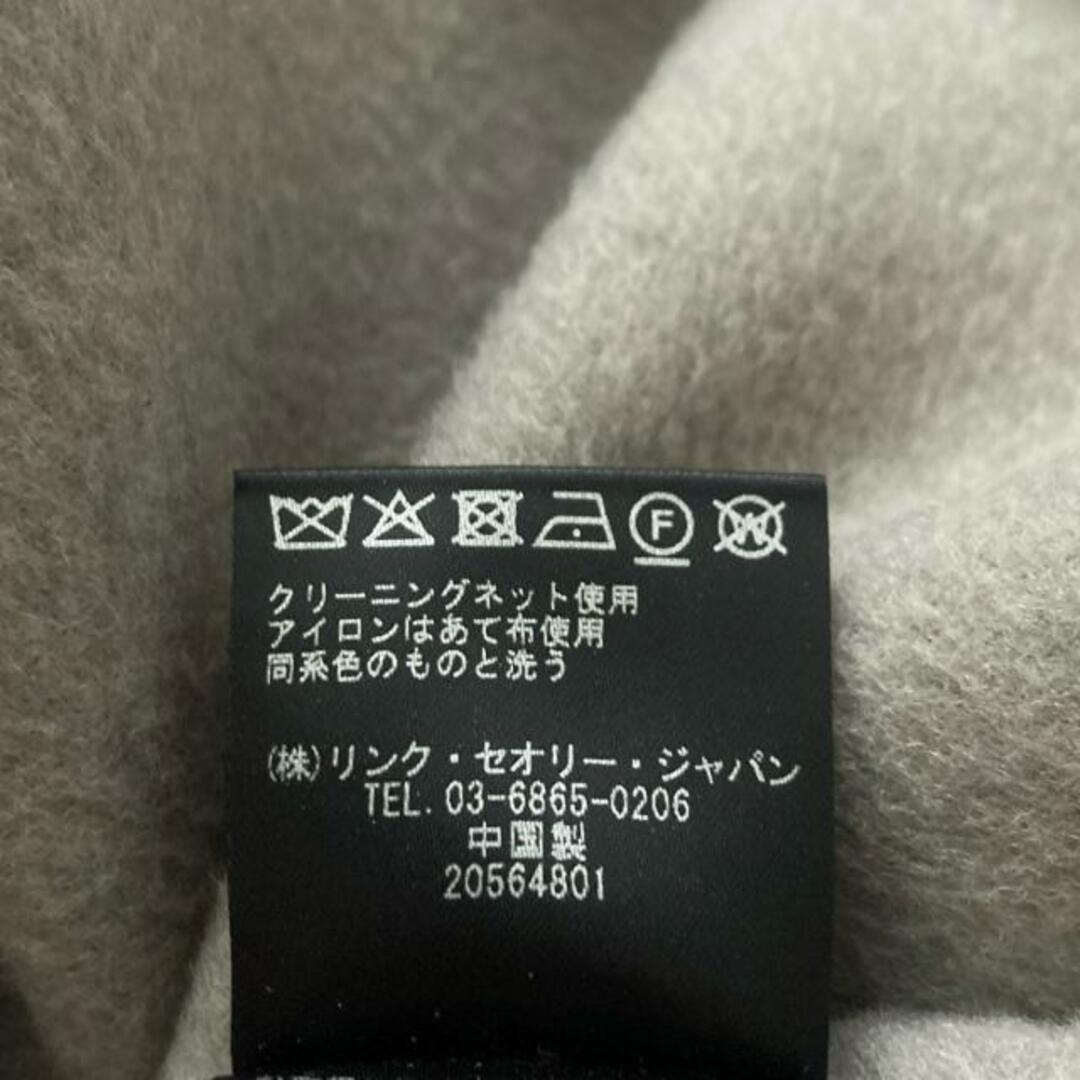 F W
クリーニングネット使用
アイロンはあて布使用
同系色のものと洗う
(株)リンク・セオリー・ジャパン
TEL. 03-6865-0206
中国製
20564801